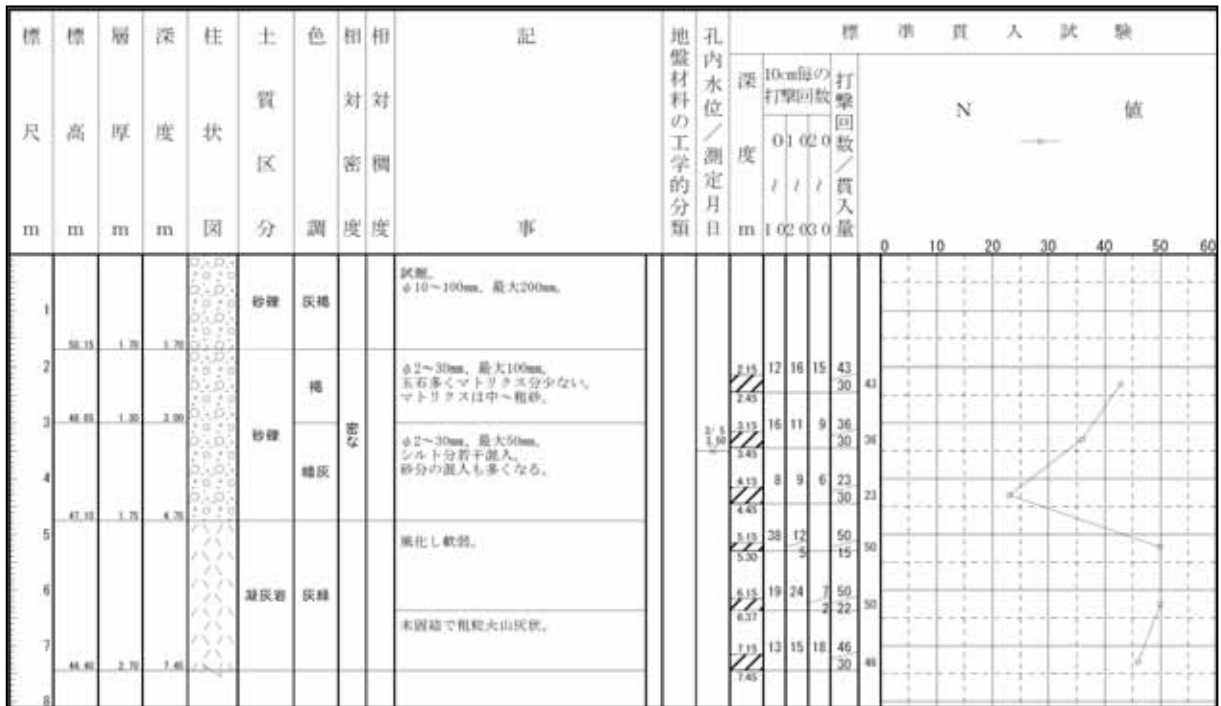 標尺 m
標高 m
層厚 m
深度 m
柱状図
土質区分
色調
相対密度
相対稠度
記事
地盤材料の工学的分類
孔内水位／測定月日
標準貫入試験
深度 m
10cm毎の打撃回数
0 10 20
～ ～ ～
10 20 30
打撃回数／貫入量
N 値
0 10 20 30 40 50 60
1
50.15 1.70 1.70
砂礫 灰褐
試掘。
φ10～100mm、最大200mm。
2
褐
φ2～30mm、最大100mm。
玉石多くマトリクス分少ない。
マトリクスは中～粗砂。
2.15 12 16 15 43
2.45 30 43
3
1.30 3.00
砂礫
密な
暗灰
φ2～30mm、最大50mm。
シルト分若干混入。
砂分の混入も多くなる。
3.15 16 11 9 36
3.45 30 36
4
8 9 6 23
4.45 30 23
47.10 1.75 4.75
5
風化し軟弱。
5.15 38 12 50
5.30 5 15 50
6
凝灰岩 灰緑
6.15 19 24 7 50
6.37 2 22 50
未固結で粗粒火山灰状。
7
7.15 13 15 18 46
7.45 30 46
44.40 2.70 7.45
8